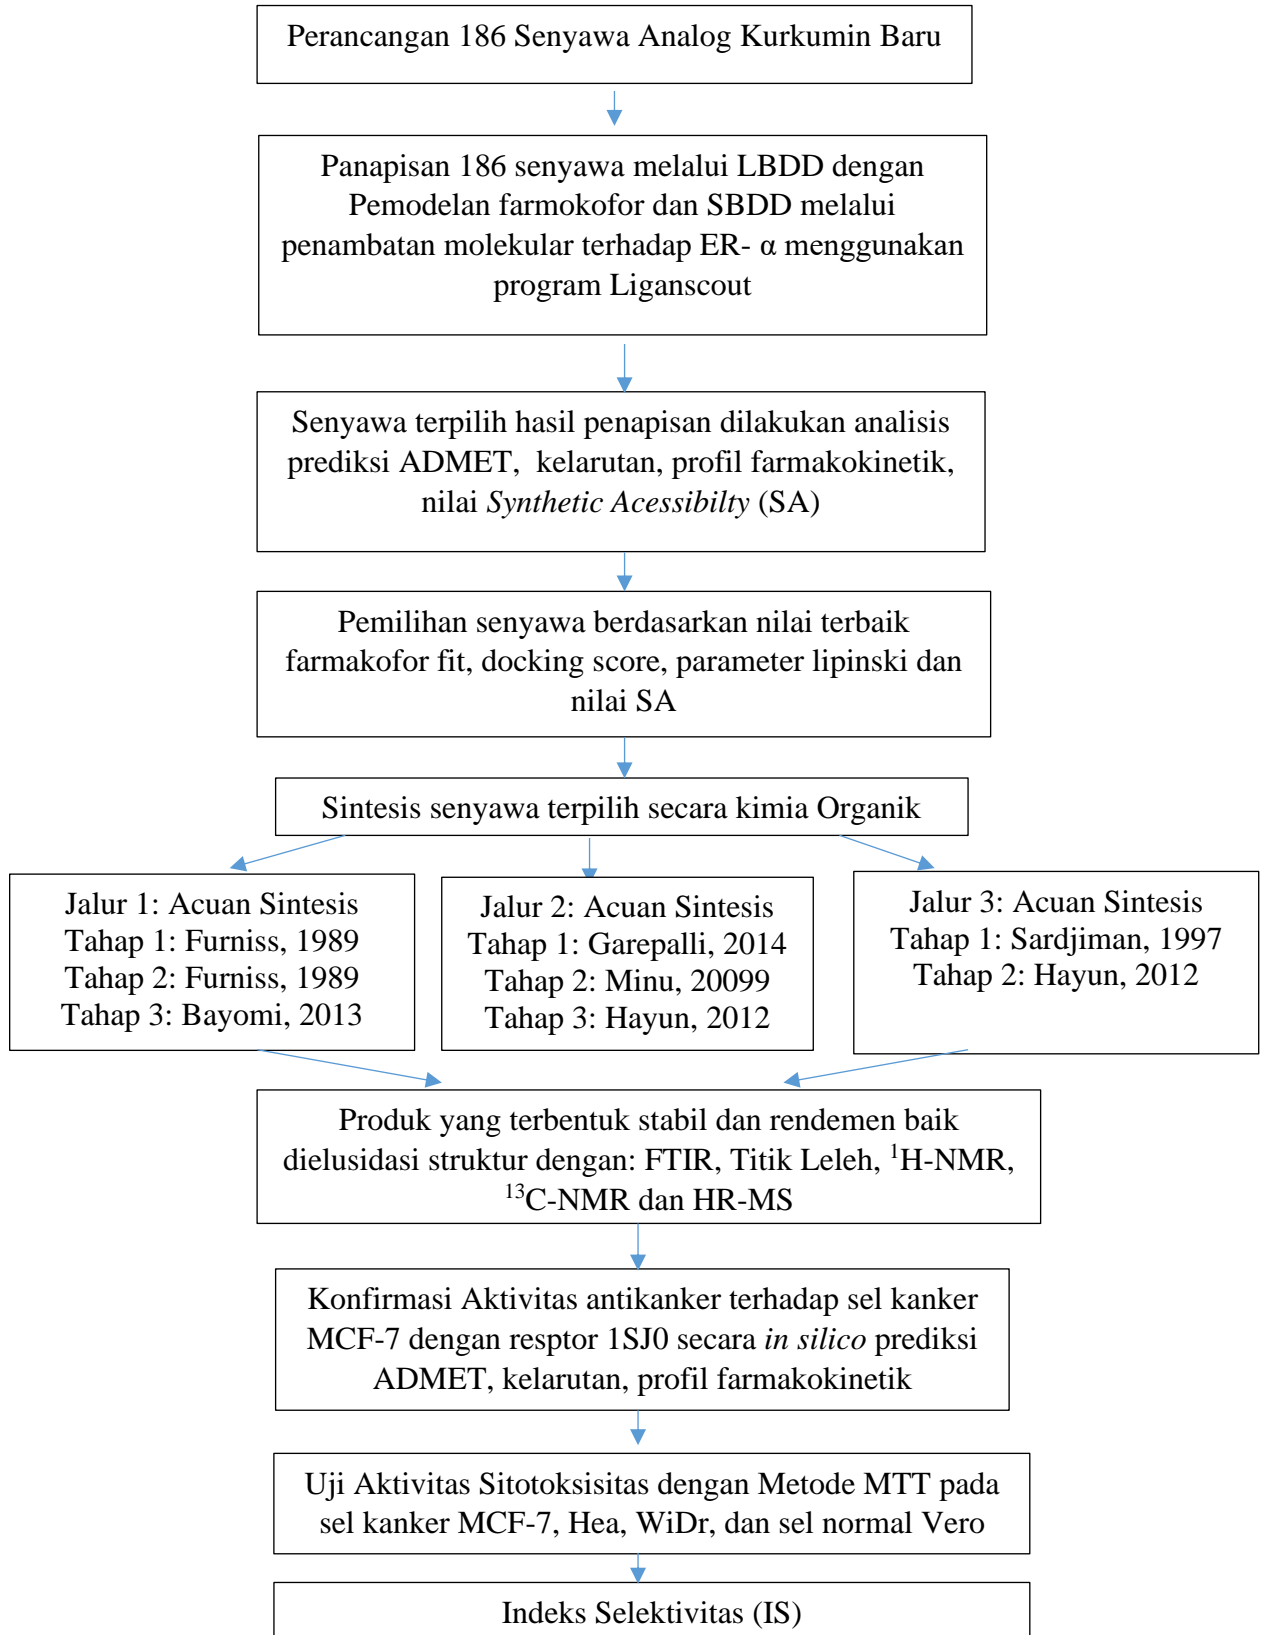 Perancangan 186 Senyawa Analog Kurkumin Baru
Panapisan 186 senyawa melalui LBDD dengan
Pemodelan farmokofor dan SBDD melalui
penambatan molekular terhadap ER- α menggunakan
program Liganscout
Senyawa terpilih hasil penapisan dilakukan analisis
prediksi ADMET,  kelarutan, profil farmakokinetik,
nilai Synthetic Acessibilty (SA)
Pemilihan senyawa berdasarkan nilai terbaik
farmakofor fit, docking score, parameter lipinski dan
nilai SA
Sintesis senyawa terpilih secara kimia Organik
Jalur 1: Acuan Sintesis
Tahap 1: Furniss, 1989
Tahap 2: Furniss, 1989
Tahap 3: Bayomi, 2013
Jalur 2: Acuan Sintesis
Tahap 1: Garepalli, 2014
Tahap 2: Minu, 20099
Tahap 3: Hayun, 2012
Jalur 3: Acuan Sintesis
Tahap 1: Sardjiman, 1997
Tahap 2: Hayun, 2012
Produk yang terbentuk stabil dan rendemen baik
dielusidasi struktur dengan: FTIR, Titik Leleh, ¹H-NMR,
¹³C-NMR dan HR-MS
Konfirmasi Aktivitas antikanker terhadap sel kanker
MCF-7 dengan resptor 1SJ0 secara in silico prediksi
ADMET, kelarutan, profil farmakokinetik
Uji Aktivitas Sitotoksisitas dengan Metode MTT pada
sel kanker MCF-7, Hea, WiDr, dan sel normal Vero
Indeks Selektivitas (IS)